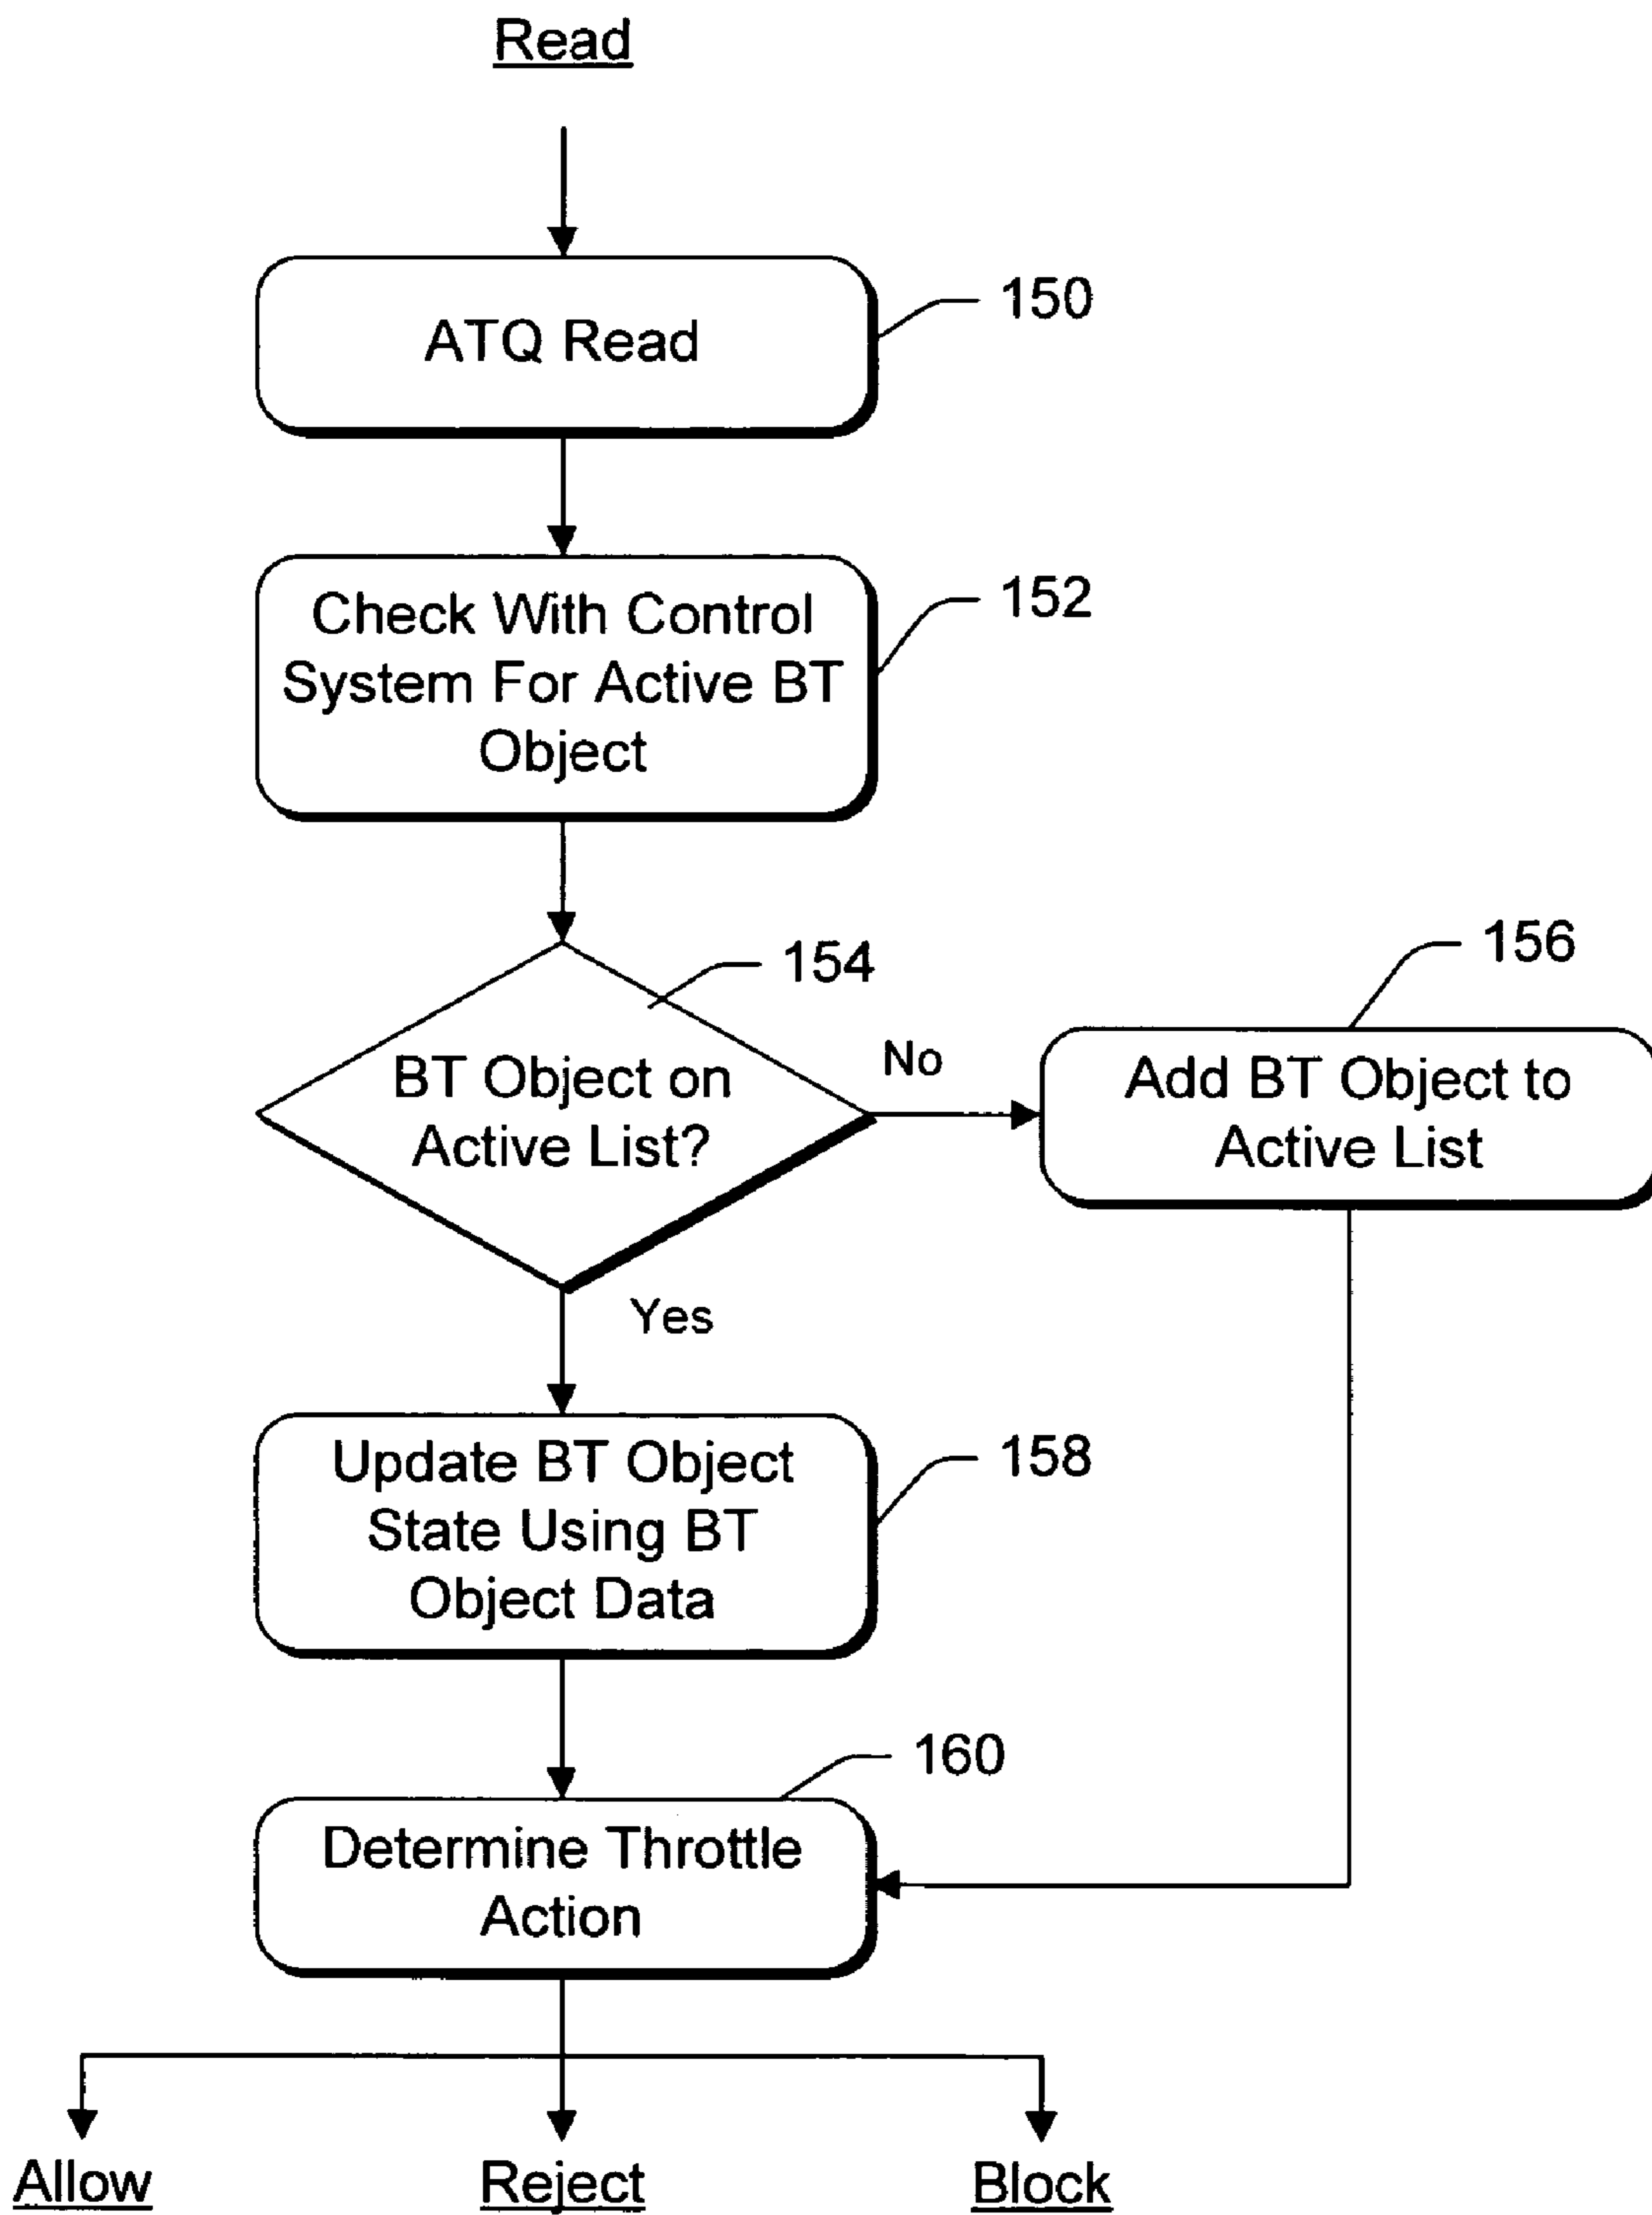 Read
ATQ Read
150
Check With Control
System For Active BT
Object
152
154
BT Object on
Active List?
No
156
Add BT Object to
Active List
Yes
Update BT Object
State Using BT
Object Data
158
160
Determine Throttle
Action
Allow
Reject
Block